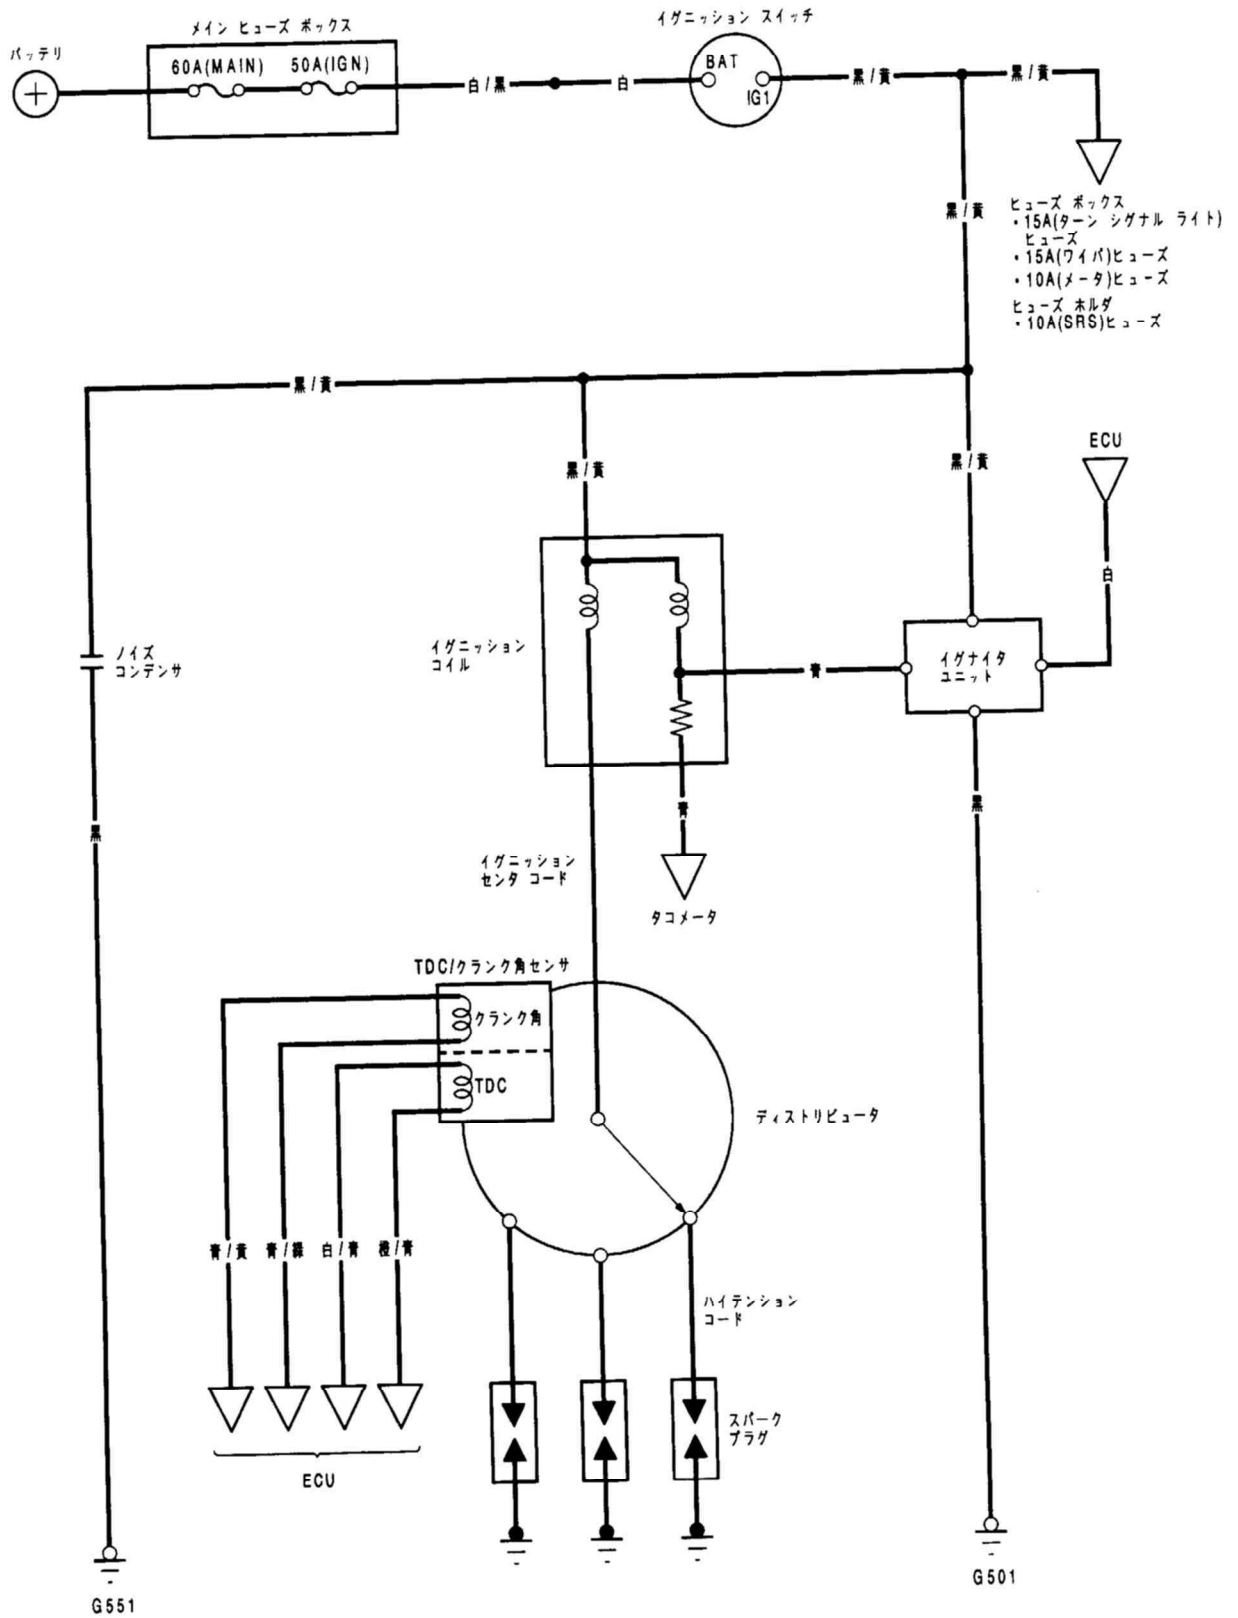 イグニッション スイッチ
メイン ヒューズ ボックス
バッテリ
60A(MAIN) 50A(IGN)
BAT
IG1
白/黒
白
黒/黄
黒/黄
黒/黄
ヒューズ ボックス
・15A(ターン シグナル ライト)
ヒューズ
・15A(ワイパ)ヒューズ
・10A(メータ)ヒューズ
ヒューズ ホルダ
・10A(SRS)ヒューズ
黒/黄
黒/黄
黒/黄
ECU
白
ノイズ
コンデンサ
イグニッション
コイル
青
イグナイタ
ユニット
黒
青
黒
イグニッション
センタ コード
タコメータ
TDC/クランク角センサ
クランク角
TDC
ディストリビュータ
青/黄
青/緑
白/青
橙/青
ハイテンション
コード
スパーク
プラグ
ECU
G551
G501